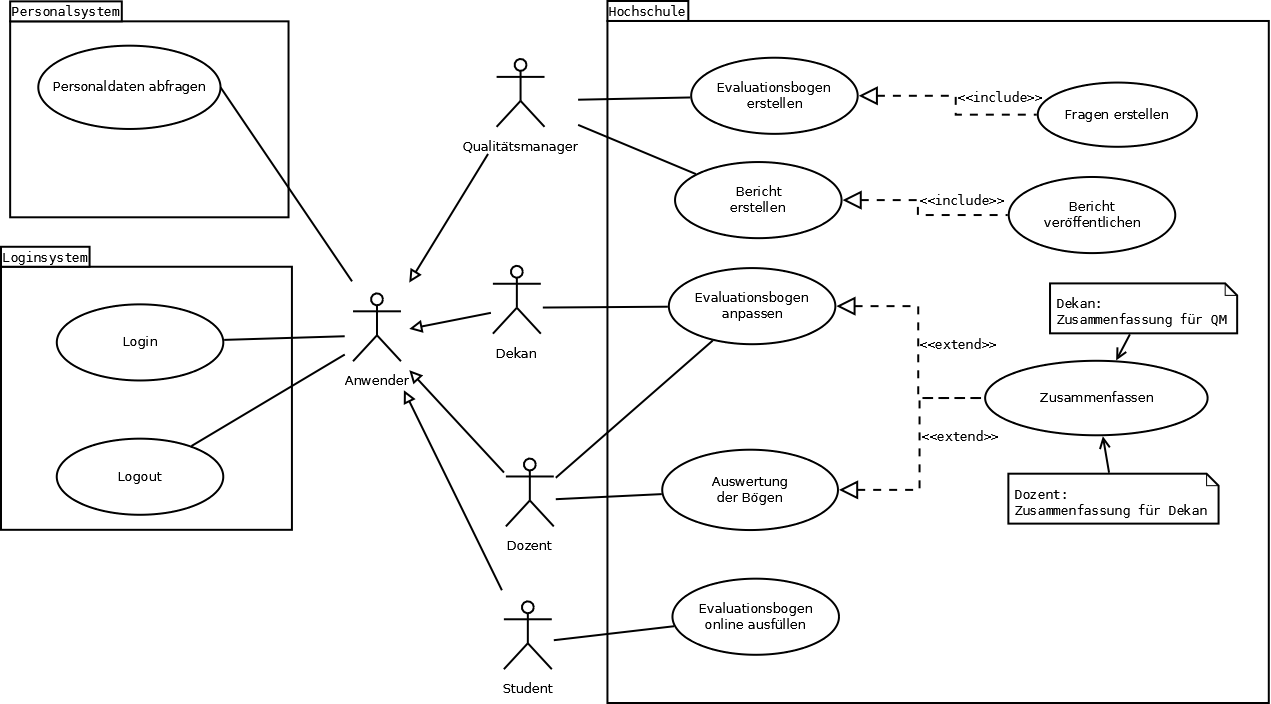 Personalsystem
Personaldaten abfragen
Loginsystem
Login
Logout
Anwender
Qualitätsmanager
Dekan
Dozent
Student
Hochschule
Evaluationsbogen
erstellen
<<include>>
Fragen erstellen
Bericht
erstellen
<<include>>
Bericht
veröffentlichen
Evaluationsbogen
anpassen
<<extend>>
Dekan:
Zusammenfassung für QM
Zusammenfassen
<<extend>>
Auswertung
der Bögen
Dozent:
Zusammenfassung für Dekan
Evaluationsbogen
online ausfüllen